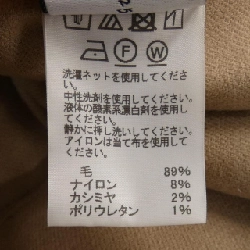 F W
洗濯ネットを使用してくださ
い。
中性洗剤を使用してください。
液体の酸素系漂白剤をご使用
ください。
静かに押し洗いしてください。
アイロンは当て布を使用して
ください。
毛 89%
ナイロン 8%
カシミヤ 2%
ポリウレタン 1%